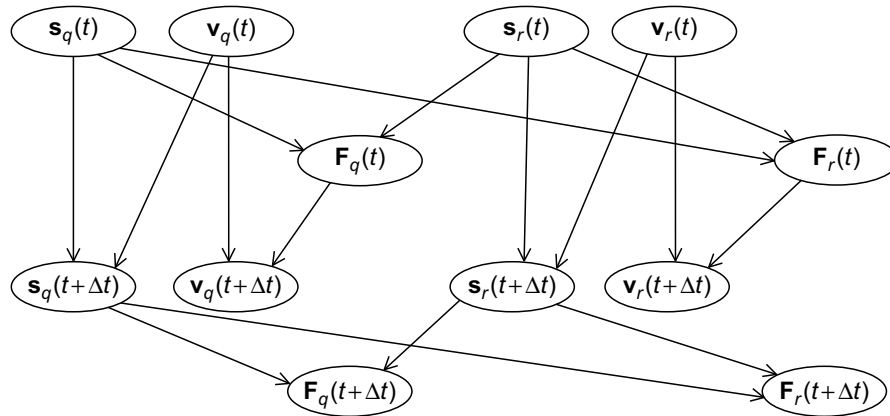 s_q(t) v_q(t) s_r(t) v_r(t)
F_q(t) F_r(t)
s_q(t+Δt) v_q(t+Δt) s_r(t+Δt) v_r(t+Δt)
F_q(t+Δt) F_r(t+Δt)